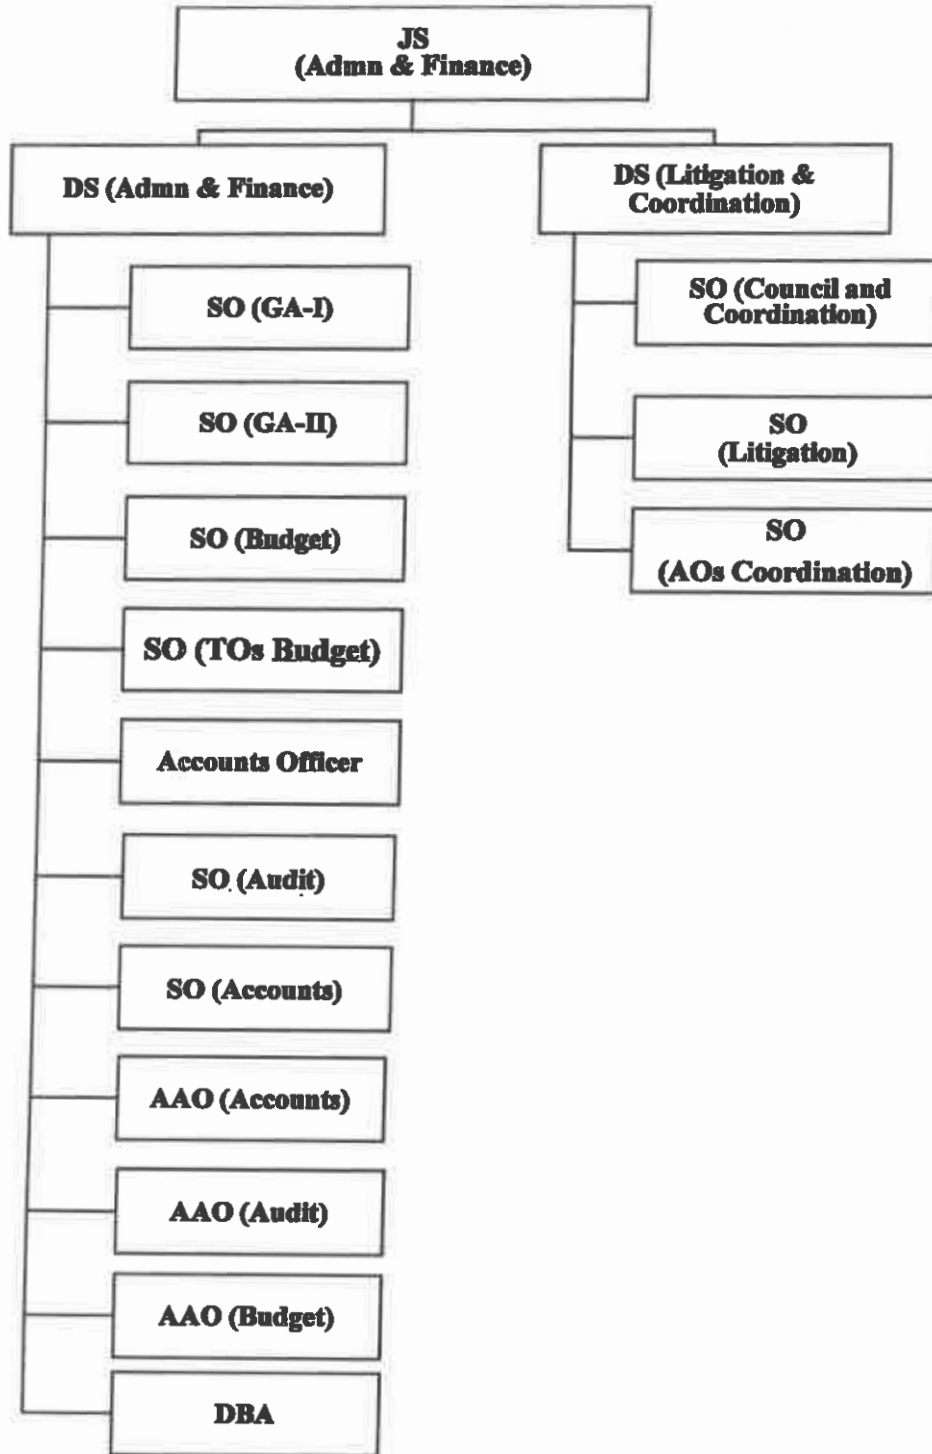 JS
(Admn & Finance)
DS (Admn & Finance)
DS (Litigation &
Coordination)
SO (GA-I)
SO (GA-II)
SO (Budget)
SO (TOs Budget)
Accounts Officer
SO (Audit)
SO (Accounts)
AAO (Accounts)
AAO (Audit)
AAO (Budget)
DBA
SO (Council and
Coordination)
SO
(Litigation)
SO
(AOs Coordination)